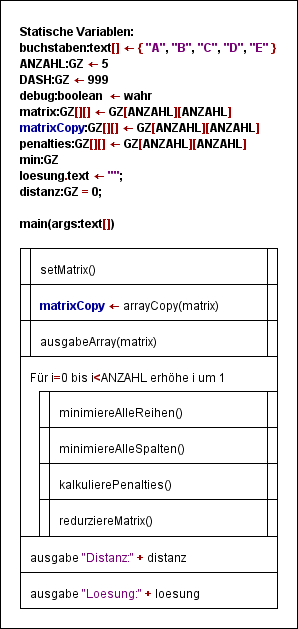 Statische Variablen:
buchstaben:text[] ← { "A", "B", "C", "D", "E" }
ANZAHL:GZ ← 5
DASH:GZ ← 999
debug:boolean ← wahr
matrix:GZ[][] ← GZ[ANZAHL][ANZAHL]
matrixCopy:GZ[][] ← GZ[ANZAHL][ANZAHL]
penalties:GZ[][] ← GZ[ANZAHL][ANZAHL]
min:GZ
loesung.text ← "";
distanz:GZ = 0;
main(args:text[])
setMatrix()
matrixCopy ← arrayCopy(matrix)
ausgabeArray(matrix)
Für i=0 bis i<ANZAHL erhöhe i um 1
minimiereAlleReihen()
minimiereAlleSpalten()
kalkulierePenalties()
redurziereMatrix()
ausgabe "Distanz:" + distanz
ausgabe "Loesung:" + loesung